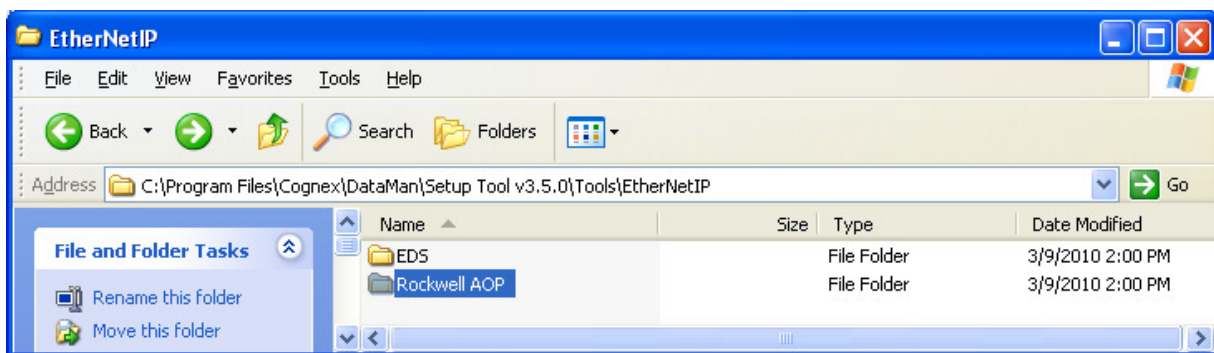 EtherNetIP
File Edit View Favorites Tools Help
Back Search Folders
Address C:\Program Files\Cognex\DataMan\Setup Tool v3.5.0\Tools\EtherNetIP Go
File and Folder Tasks
Rename this folder
Move this folder
Name Size Type Date Modified
EDS File Folder 3/9/2010 2:00 PM
Rockwell AOP File Folder 3/9/2010 2:00 PM